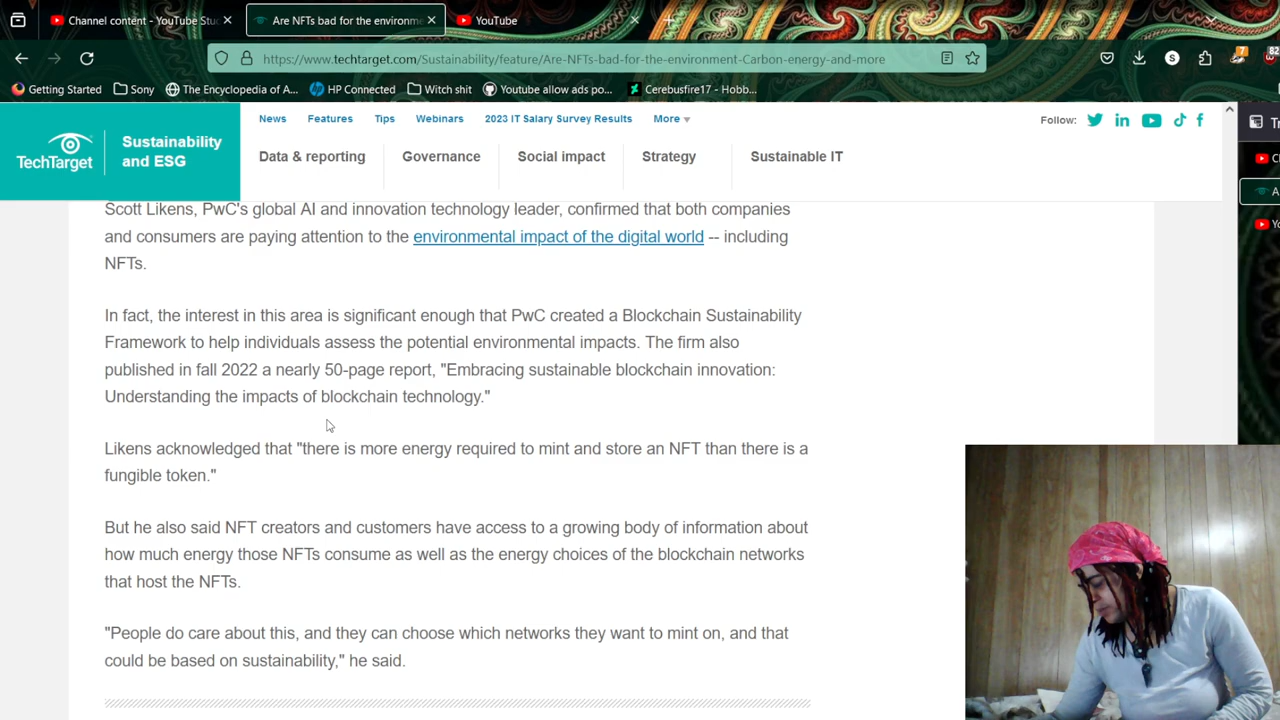 Channel content - YouTube Stu
Are NFTs bad for the environme
YouTube
https://www.techtarget.com/Sustainability/feature/Are-NFTs-bad-for-the-environment-Carbon-energy-and-more
S
7
82
Getting Started
Sony
The Encyclopedia of A...
HP Connected
Witch shit
Youtube allow ads po...
Cerebusfire17 - Hobb...
TechTarget
Sustainability
and ESG
News
Features
Tips
Webinars
2023 IT Salary Survey Results
More
Follow:
Data & reporting
Governance
Social impact
Strategy
Sustainable IT
Scott Likens, PwC's global AI and innovation technology leader, confirmed that both companies
and consumers are paying attention to the environmental impact of the digital world -- including
NFTs.
In fact, the interest in this area is significant enough that PwC created a Blockchain Sustainability
Framework to help individuals assess the potential environmental impacts. The firm also
published in fall 2022 a nearly 50-page report, "Embracing sustainable blockchain innovation:
Understanding the impacts of blockchain technology."
Likens acknowledged that "there is more energy required to mint and store an NFT than there is a
fungible token."
But he also said NFT creators and customers have access to a growing body of information about
how much energy those NFTs consume as well as the energy choices of the blockchain networks
that host the NFTs.
"People do care about this, and they can choose which networks they want to mint on, and that
could be based on sustainability," he said.